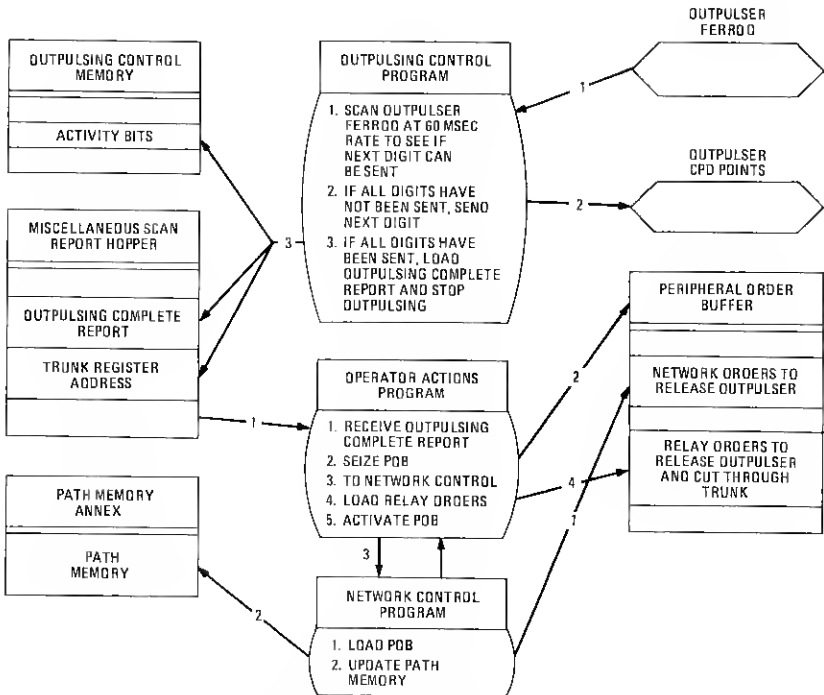 OUTPULSER
FERROD
OUTPULSING CONTROL
MEMORY
ACTIVITY BITS
OUTPULSING CONTROL
PROGRAM
1. SCAN OUTPULSER
FERROD AT 60 MSEC
RATE TO SEE IF
NEXT DIGIT CAN
BE SENT
2. IF ALL DIGITS HAVE
NOT BEEN SENT, SEND
NEXT DIGIT
3. IF ALL DIGITS HAVE
BEEN SENT, LOAD
OUTPULSING COMPLETE
REPORT AND STOP
OUTPULSING
1
OUTPULSER
CPD POINTS
2
3
MISCELLANEOUS SCAN
REPORT HOPPER
OUTPULSING COMPLETE
REPORT
TRUNK REGISTER
ADDRESS
1
OPERATOR ACTIONS
PROGRAM
1. RECEIVE OUTPULSING
COMPLETE REPORT
2. SEIZE POB
3. TO NETWORK CONTROL
4. LOAD RELAY ORDERS
5. ACTIVATE POB
2
4
1
PERIPHERAL ORDER
BUFFER
NETWORK ORDERS TO
RELEASE OUTPULSER
RELAY ORDERS TO
RELEASE OUTPULSER
AND CUT THROUGH
TRUNK
PATH MEMORY
ANNEX
PATH
MEMORY
2
3
NETWORK CONTROL
PROGRAM
1. LOAD POB
2. UPDATE PATH
MEMORY